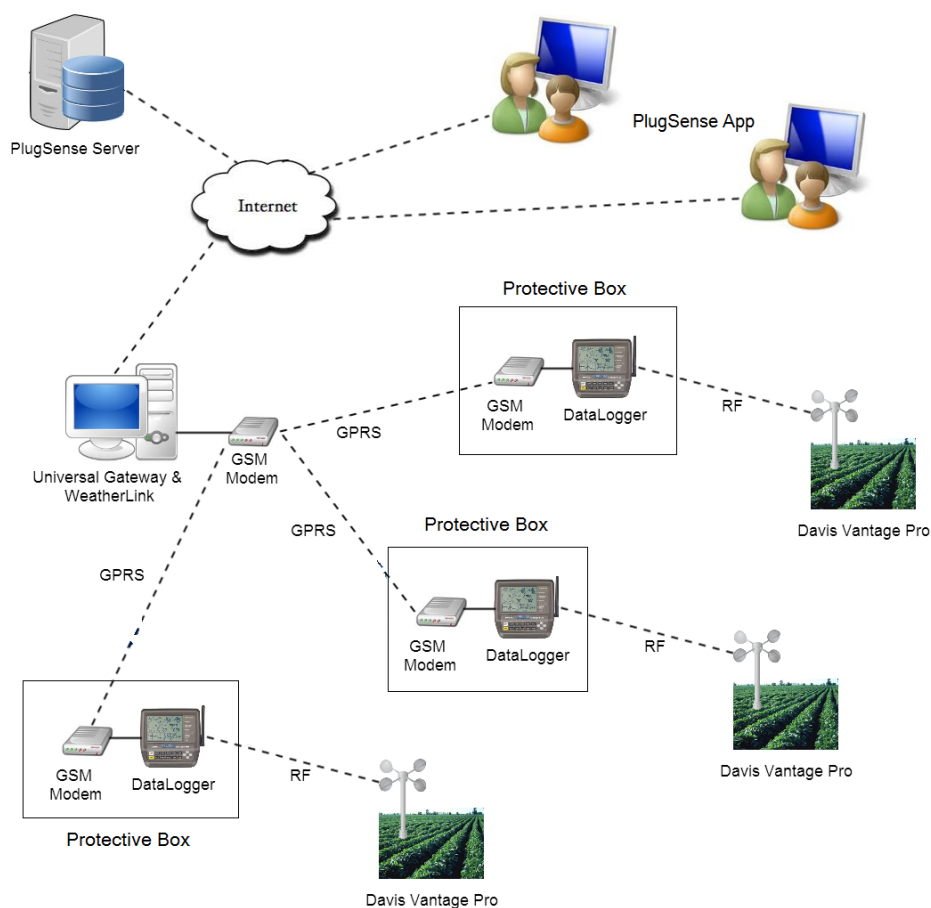 PlugSense Server
PlugSense App
Internet
Protective Box
GSM
Modem
DataLogger
RF
Davis Vantage Pro
Universal Gateway &
WeatherLink
GSM
Modem
GPRS
GPRS
GPRS
Protective Box
GSM
Modem
DataLogger
RF
Davis Vantage Pro
GSM
Modem
DataLogger
Protective Box
RF
Davis Vantage Pro